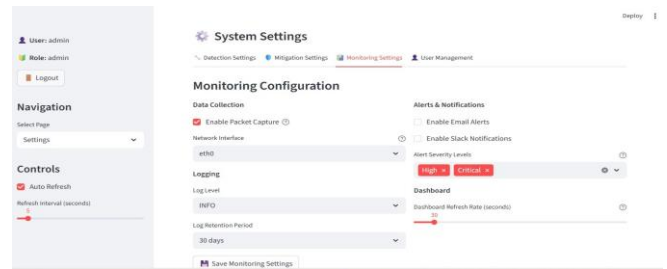 Deploy
User: admin
Role: admin
Logout
Navigation
Select Page
Settings
Controls
Auto Refresh
Refresh Interval (seconds)
5
System Settings
Detection Settings
Mitigation Settings
Monitoring Settings
User Management
Monitoring Configuration
Data Collection
Enable Packet Capture
Network Interface
eth0
Logging
Log Level
INFO
Log Retention Period
30 days
Save Monitoring Settings
Alerts & Notifications
Enable Email Alerts
Enable Slack Notifications
Alert Severity Levels
High
Critical
Dashboard
Dashboard Refresh Rate (seconds)